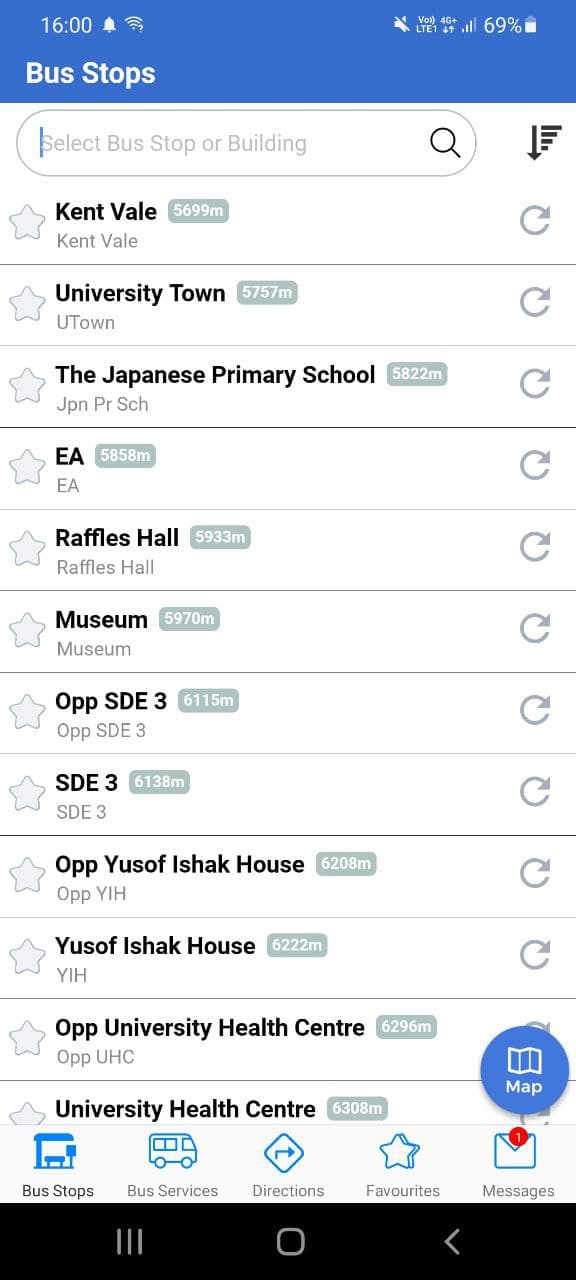 16:00 Vo)) 4G+ LTE1 69%
Bus Stops
Select Bus Stop or Building
Kent Vale 5699m
Kent Vale
University Town 5757m
UTown
The Japanese Primary School 5822m
Jpn Pr Sch
EA 5858m
EA
Raffles Hall 5933m
Raffles Hall
Museum 5970m
Museum
Opp SDE 3 6115m
Opp SDE 3
SDE 3 6138m
SDE 3
Opp Yusof Ishak House 6208m
Opp YIH
Yusof Ishak House 6222m
YIH
Opp University Health Centre 6296m
Opp UHC
Map
University Health Centre 6308m
1
Bus Stops Bus Services Directions Favourites Messages